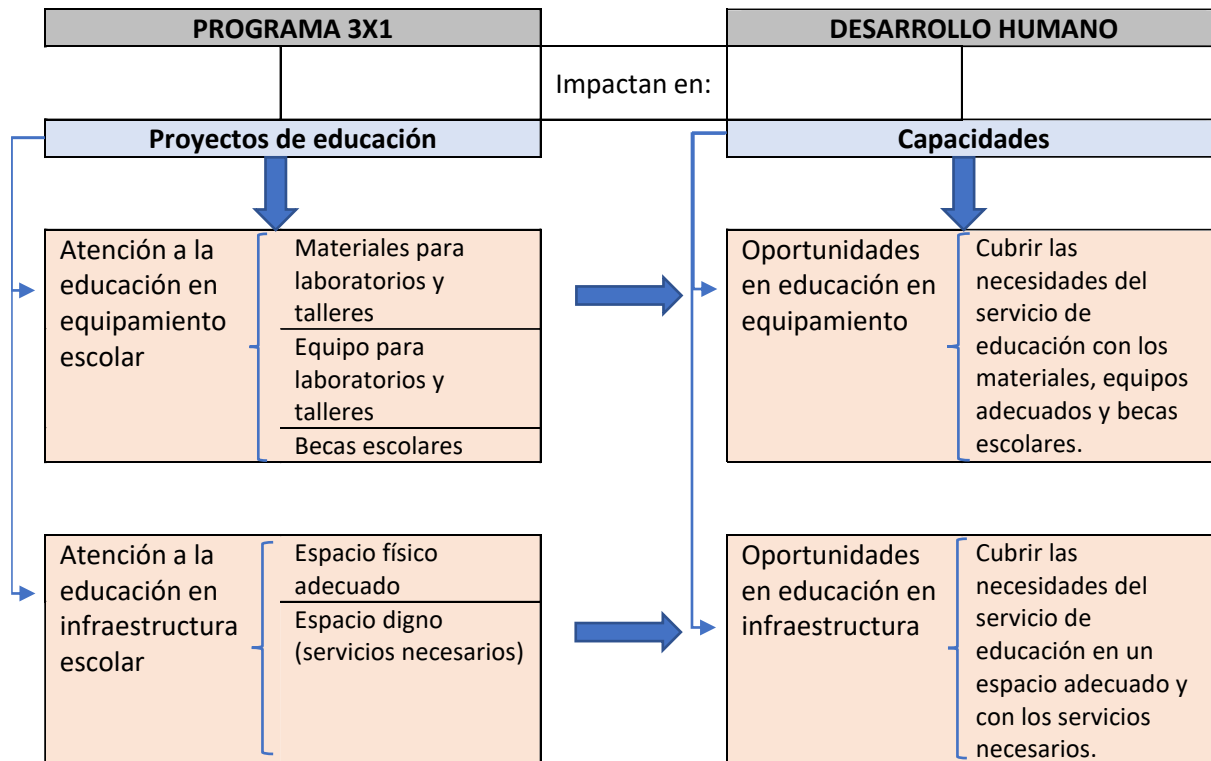 PROGRAMA 3X1
DESARROLLO HUMANO
Impactan en:
Proyectos de educación
Capacidades
Atención a la
educación en
equipamiento
escolar
Materiales para
laboratorios y
talleres
Equipo para
laboratorios y
talleres
Becas escolares
Oportunidades
en educación en
equipamiento
Cubrir las
necesidades del
servicio de
educación con los
materiales, equipos
adecuados y becas
escolares.
Atención a la
educación en
infraestructura
escolar
Espacio físico
adecuado
Espacio digno
(servicios necesarios)
Oportunidades
en educación en
infraestructura
Cubrir las
necesidades del
servicio de
educación en un
espacio adecuado y
con los servicios
necesarios.